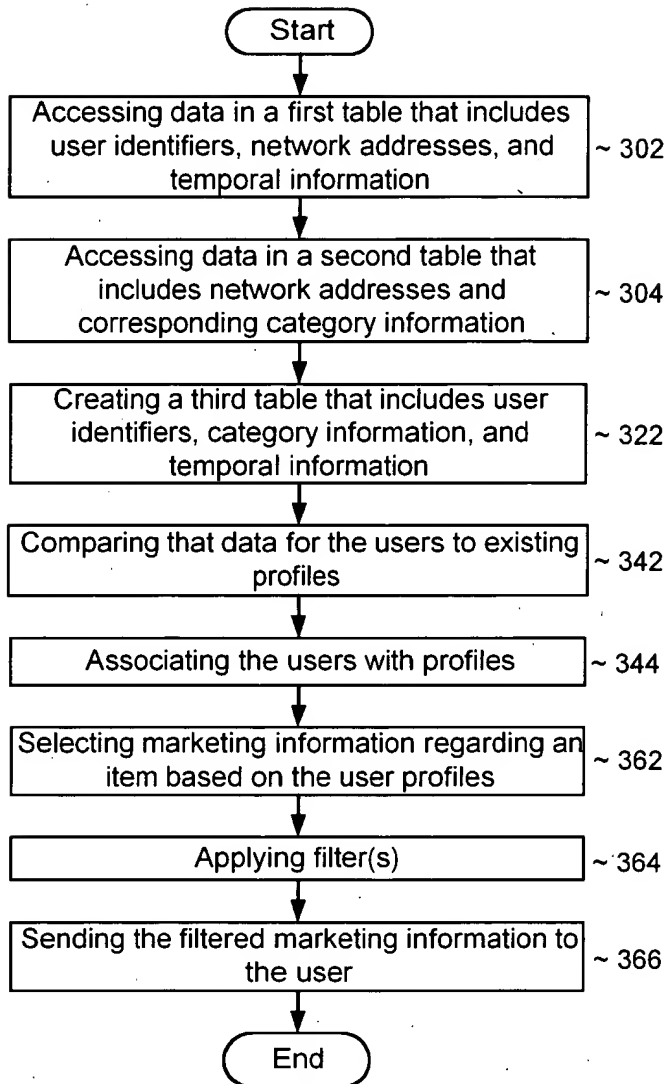 Start
Accessing data in a first table that includes
user identifiers, network addresses, and
temporal information
~ 302
Accessing data in a second table that
includes network addresses and
corresponding category information
~ 304
Creating a third table that includes user
identifiers, category information, and
temporal information
~ 322
Comparing that data for the users to existing
profiles
~ 342
Associating the users with profiles
~ 344
Selecting marketing information regarding an
item based on the user profiles
~ 362
Applying filter(s)
~ 364
Sending the filtered marketing information to
the user
~ 366
End